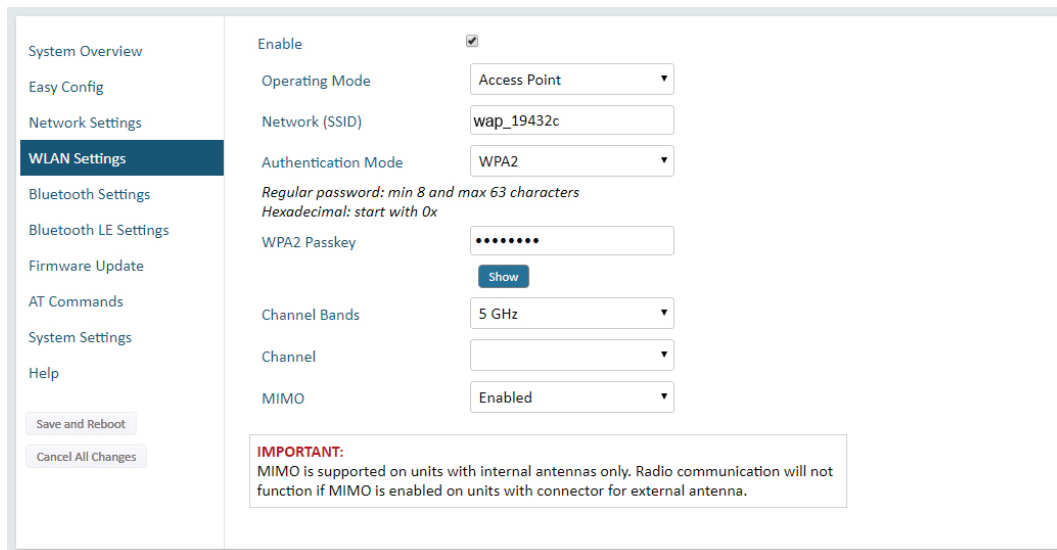 System Overview
Easy Config
Network Settings
WLAN Settings
Bluetooth Settings
Bluetooth LE Settings
Firmware Update
AT Commands
System Settings
Help
Save and Reboot
Cancel All Changes
Enable
Operating Mode Access Point
Network (SSID) wap_19432c
Authentication Mode WPA2
Regular password: min 8 and max 63 characters
Hexadecimal: start with 0x
WPA2 Passkey ••••••••
Show
Channel Bands 5 GHz
Channel
MIMO Enabled
IMPORTANT:
MIMO is supported on units with internal antennas only. Radio communication will not
function if MIMO is enabled on units with connector for external antenna.